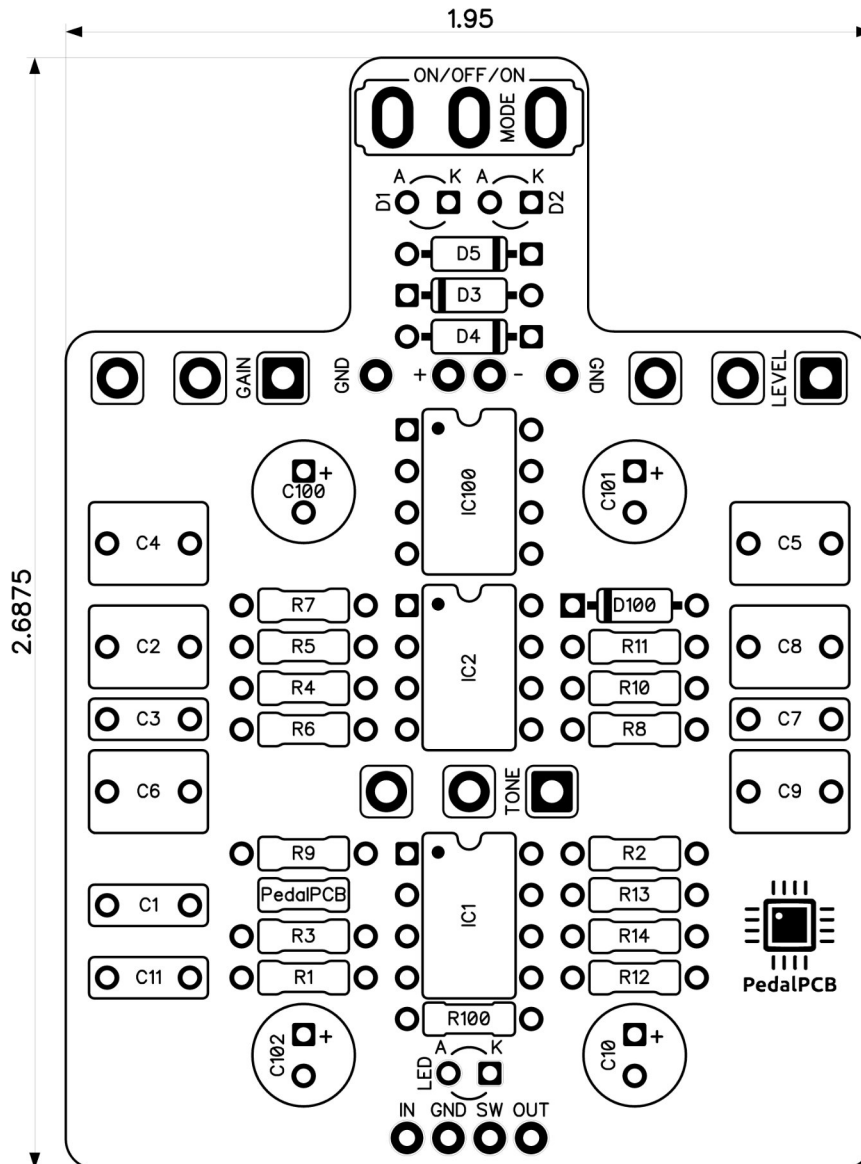 1.95
ON/OFF/ON
MODE
A K A K
D1 D2
D5
D3
D4
2.6875
GAIN GND + - GND LEVEL
C100 + IC100 C101 +
C4 C5
R7 D100
C2 R5 IC2 R11 C8
R4 R10
C3 R6 R8 C7
C6 TONE C9
R9 R2
PedalPCB R13
C1 IC1
R3 R14
C11 R1 R12
PedalPCB
R100
C102 + A K C10 +
LED
IN GND SW OUT